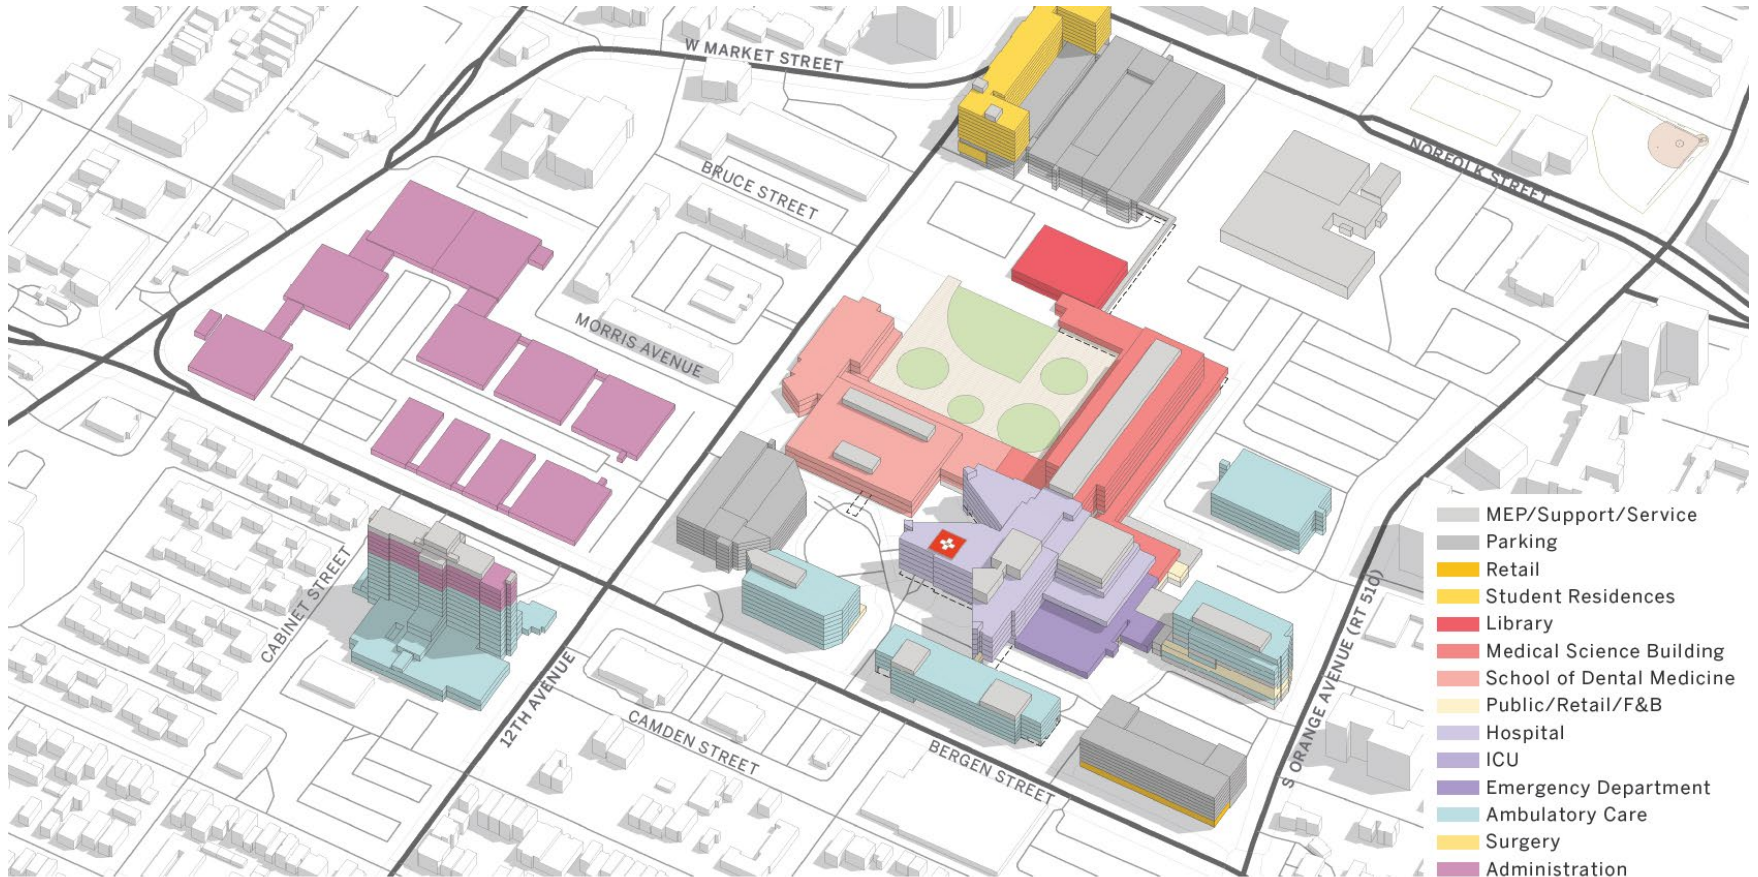 W MARKET STREET
NORFOLK STREET
BRUCE STREET
MORRIS AVENUE
CABINET STREET
12TH AVENUE
CAMDEN STREET
BERGEN STREET
S ORANGE AVENUE (RT 510)
MEP/Support/Service
Parking
Retail
Student Residences
Library
Medical Science Building
School of Dental Medicine
Public/Retail/F&B
Hospital
ICU
Emergency Department
Ambulatory Care
Surgery
Administration